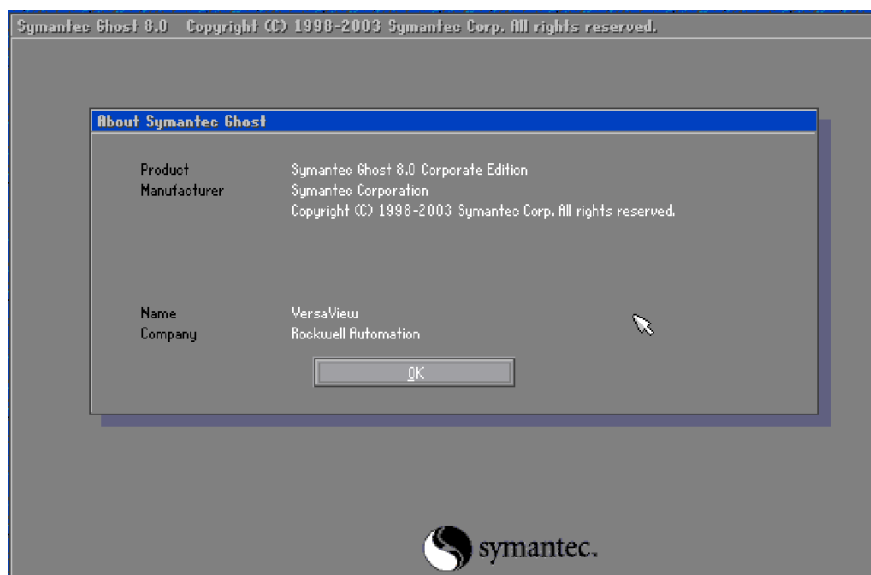 Symantec Ghost 8.0 Copyright (C) 1998-2003 Symantec Corp. All rights reserved.
About Symantec Ghost
Product Symantec Ghost 8.0 Corporate Edition
Manufacturer Symantec Corporation
Copyright (C) 1998-2003 Symantec Corp. All rights reserved.
Name VersaView
Company Rockwell Automation
OK
symantec.